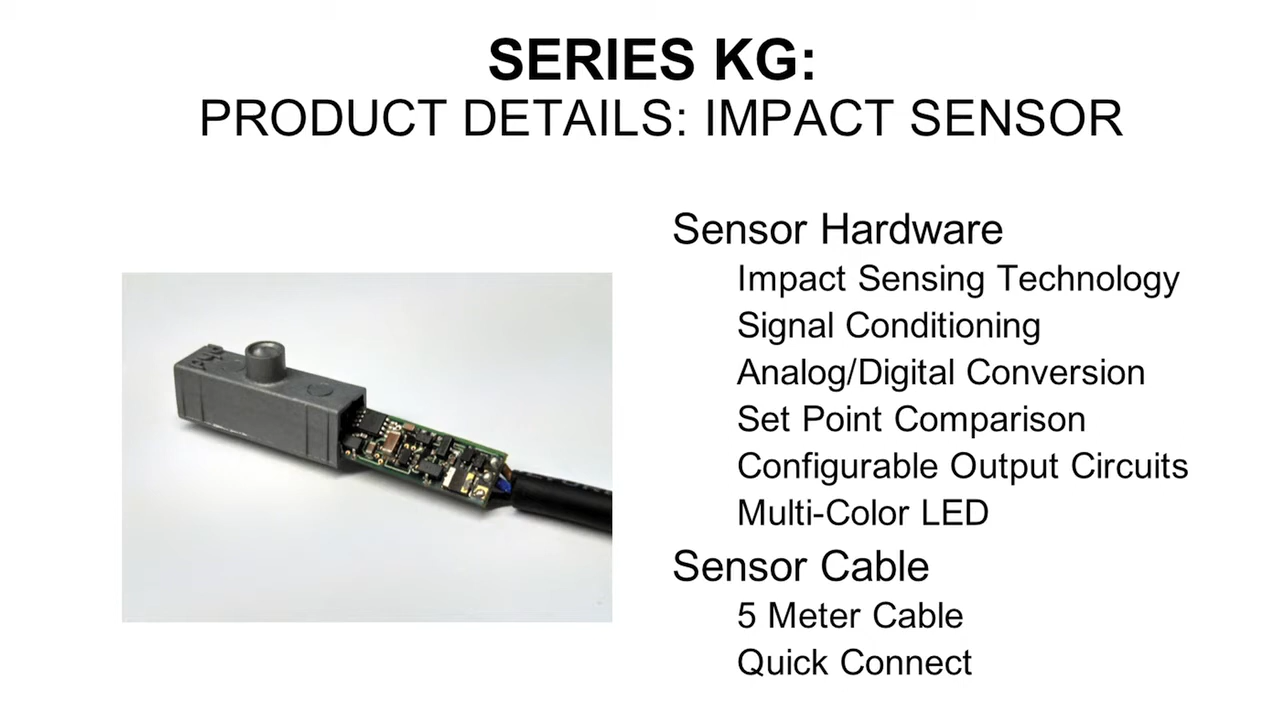 SERIES KG:
PRODUCT DETAILS: IMPACT SENSOR
Sensor Hardware
Impact Sensing Technology
Signal Conditioning
Analog/Digital Conversion
Set Point Comparison
Configurable Output Circuits
Multi-Color LED
Sensor Cable
5 Meter Cable
Quick Connect